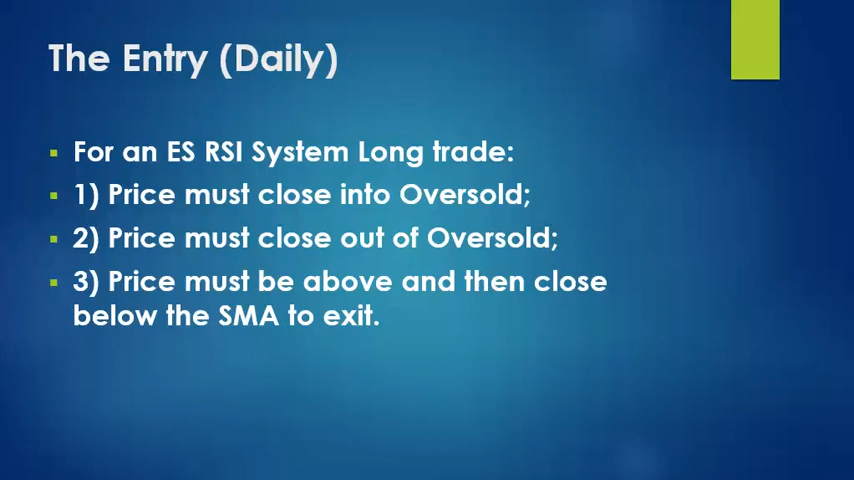 The Entry (Daily)
For an ES RSI System Long trade:
1) Price must close into Oversold;
2) Price must close out of Oversold;
3) Price must be above and then close
below the SMA to exit.